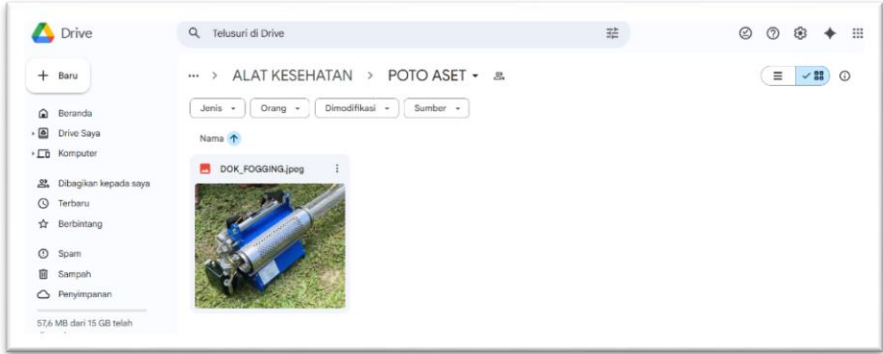 Drive
Telusuri di Drive
Baru
... > ALAT KESEHATAN > POTO ASET
Jenis
Orang
Dimodifikasi
Sumber
Nama
DOK_FOGGING.jpeg
Beranda
Drive Saya
Komputer
Dibagikan kepada saya
Terbaru
Berbintang
Spam
Sampah
Penyimpanan
57,6 MB dari 15 GB telah